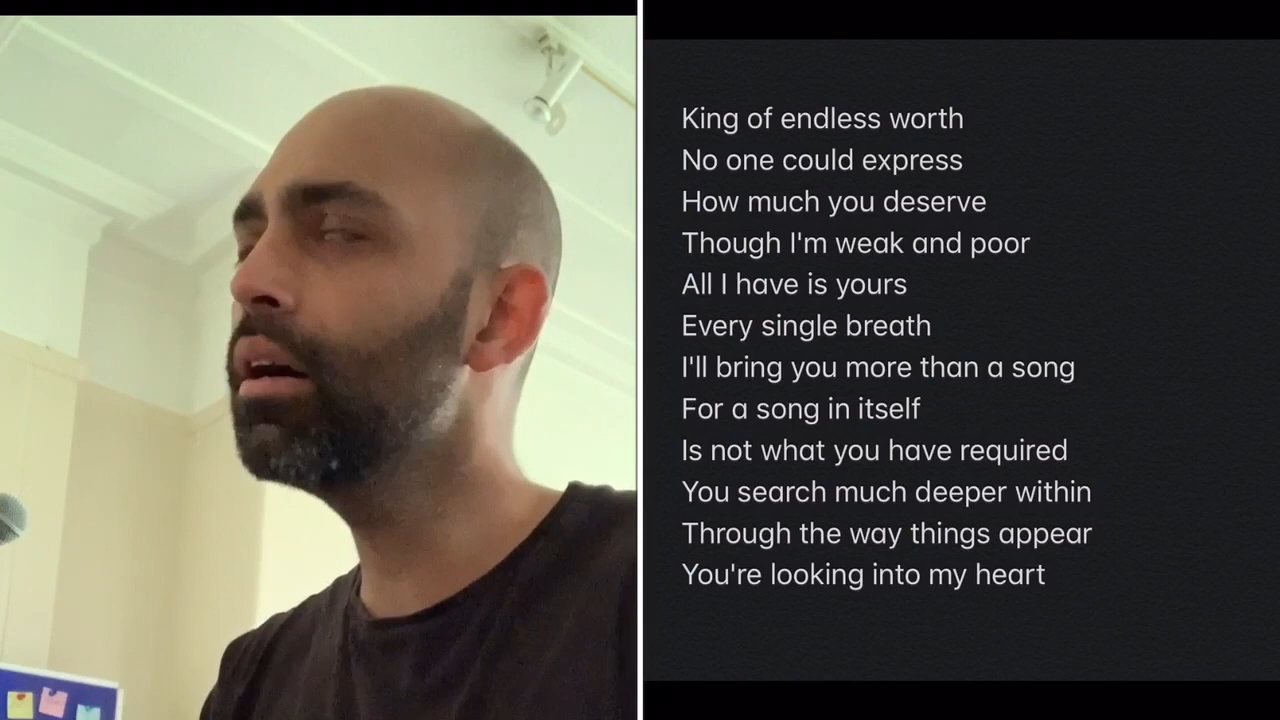 King of endless worth
No one could express
How much you deserve
Though I'm weak and poor
All I have is yours
Every single breath
I'll bring you more than a song
For a song in itself
Is not what you have required
You search much deeper within
Through the way things appear
You're looking into my heart